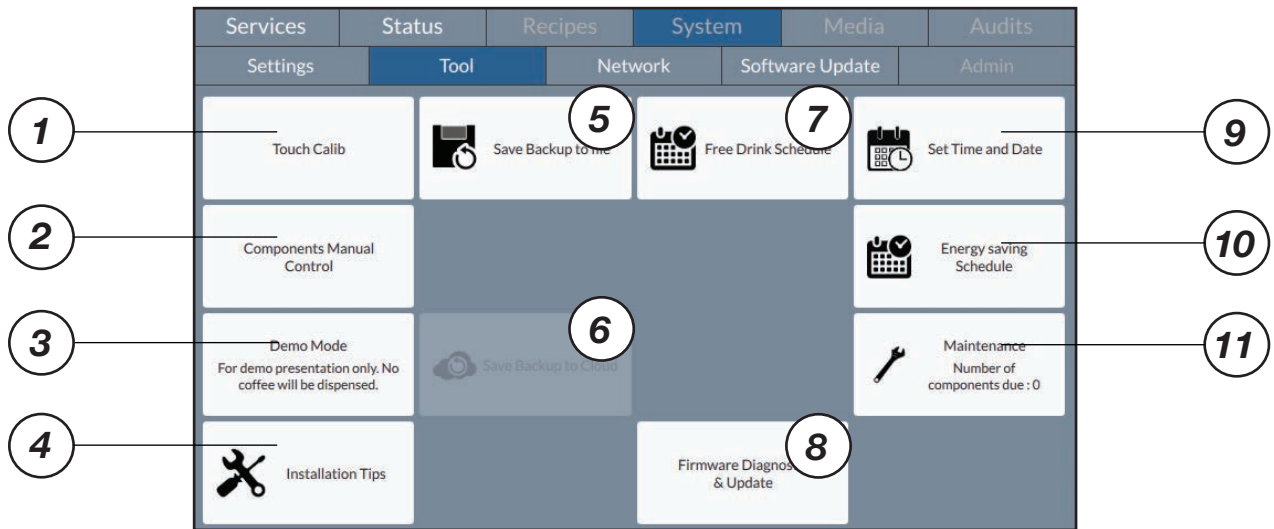 Services Status Recipes System Media Audits
Settings Tool Network Software Update Admin
1
Touch Calib
5
Save Backup to file
7
Free Drink Schedule
9
Set Time and Date
2
Components Manual
Control
10
Energy saving
Schedule
3
Demo Mode
For demo presentation only. No
coffee will be dispensed.
6
Save Backup to Cloud
11
Maintenance
Number of
components due : 0
4
Installation Tips
8
Firmware Diagnos
& Update